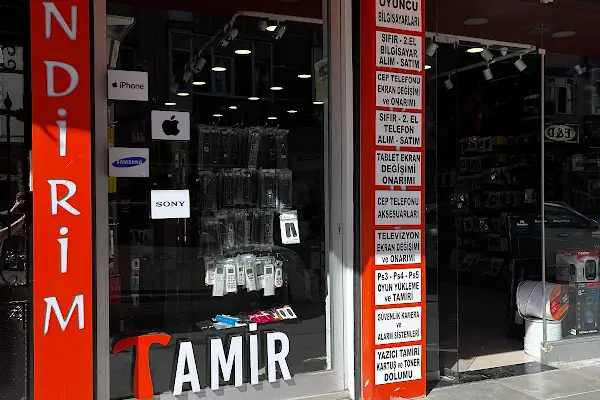 NDİRİM
iPhone
SAMSUNG
SONY
TAMİR
OYUNCU
BİLGİSAYARLARI
SIFIR - 2.EL
BİLGİSAYAR
ALIM - SATIM
CEP TELEFONU
EKRAN DEĞİŞİMİ
ve ONARIMI
SIFIR - 2. EL
TELEFON
ALIM - SATIM
TABLET EKRAN
DEĞİŞİMİ
ONARIMI
CEP TELEFONU
AKSESUARLARI
TELEVİZYON
EKRAN DEĞİŞİMİ
ve ONARIMI
Ps3 - Ps4 - Ps5
OYUN YÜKLEME
ve TAMİRİ
GÜVENLİK KAMERA
ve
ALARM SİSTEMLERİ
YAZICI TAMİRİ
KARTUŞ ve TONER
DOLUMU